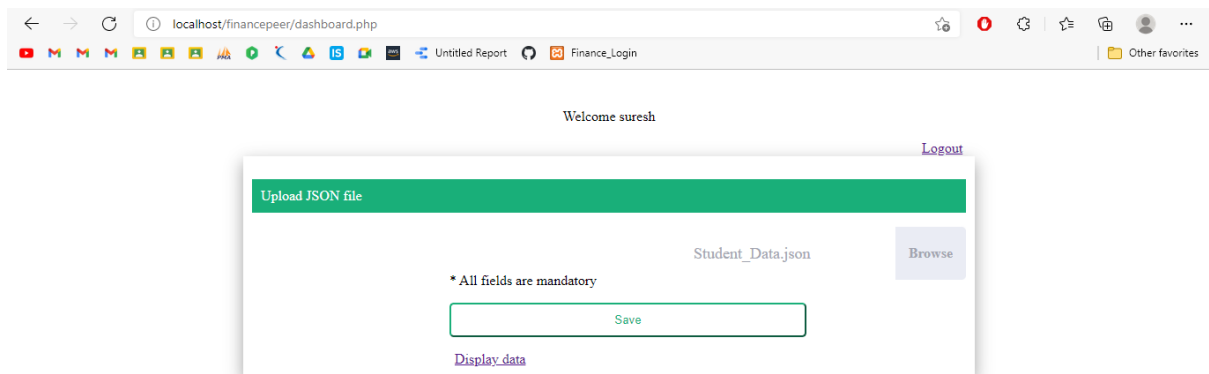 localhost/financepeer/dashboard.php
Untitled Report Finance_Login Other favorites
Welcome suresh
Logout
Upload JSON file
Student_Data.json Browse
* All fields are mandatory
Save
Display data